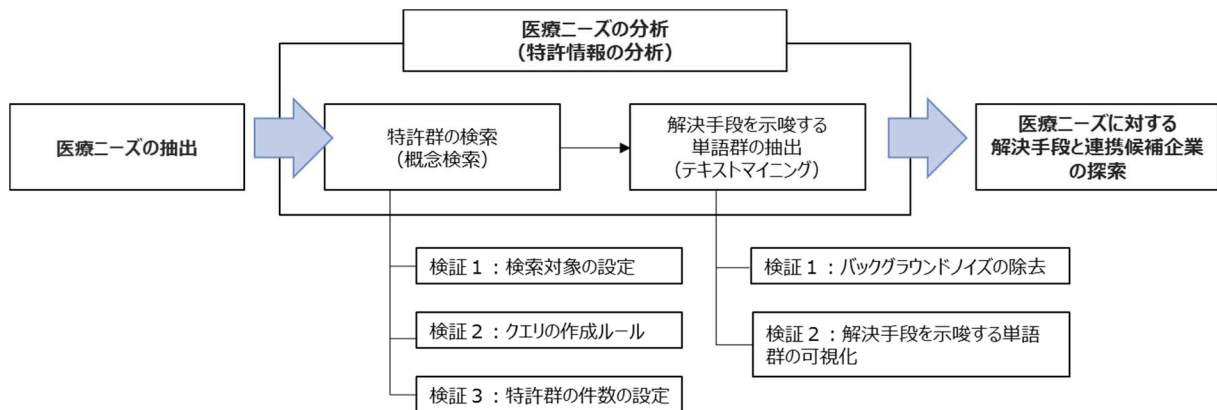 医療ニーズの分析
（特許情報の分析）
医療ニーズの抽出
特許群の検索
（概念検索）
解決手段を示唆する
単語群の抽出
（テキストマイニング）
医療ニーズに対する
解決手段と連携候補企業
の探索
検証１：検索対象の設定
検証２：クエリの作成ルール
検証３：特許群の件数の設定
検証１：バックグラウンドノイズの除去
検証２：解決手段を示唆する単語
群の可視化